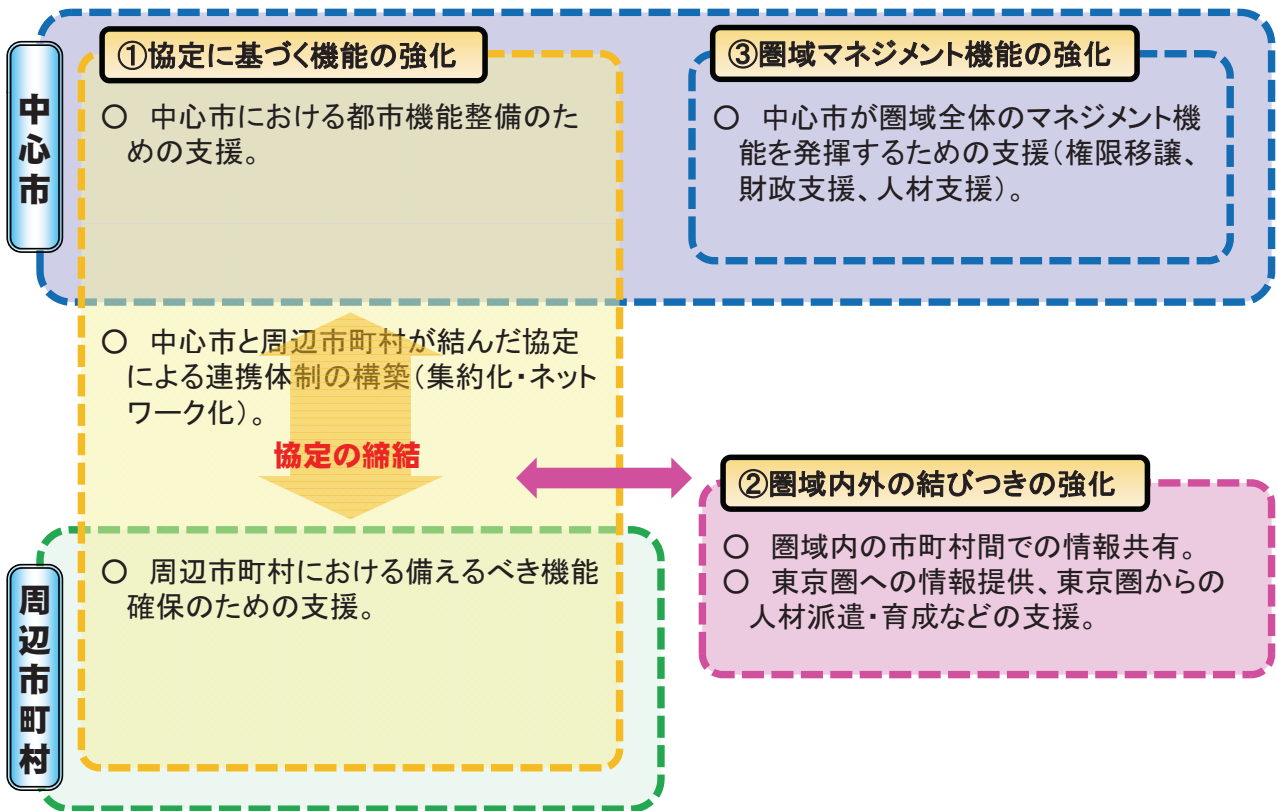 中心市
①協定に基づく機能の強化
○ 中心市における都市機能整備のた
めの支援。
③圏域マネジメント機能の強化
○ 中心市が圏域全体のマネジメント機
能を発揮するための支援(権限移譲、
財政支援、人材支援)。
○ 中心市と周辺市町村が結んだ協定
による連携体制の構築(集約化・ネット
ワーク化)。
協定の締結
②圏域内外の結びつきの強化
○ 圏域内の市町村間での情報共有。
○ 東京圏への情報提供、東京圏からの
人材派遣・育成などの支援。
周辺市町村
○ 周辺市町村における備えるべき機能
確保のための支援。